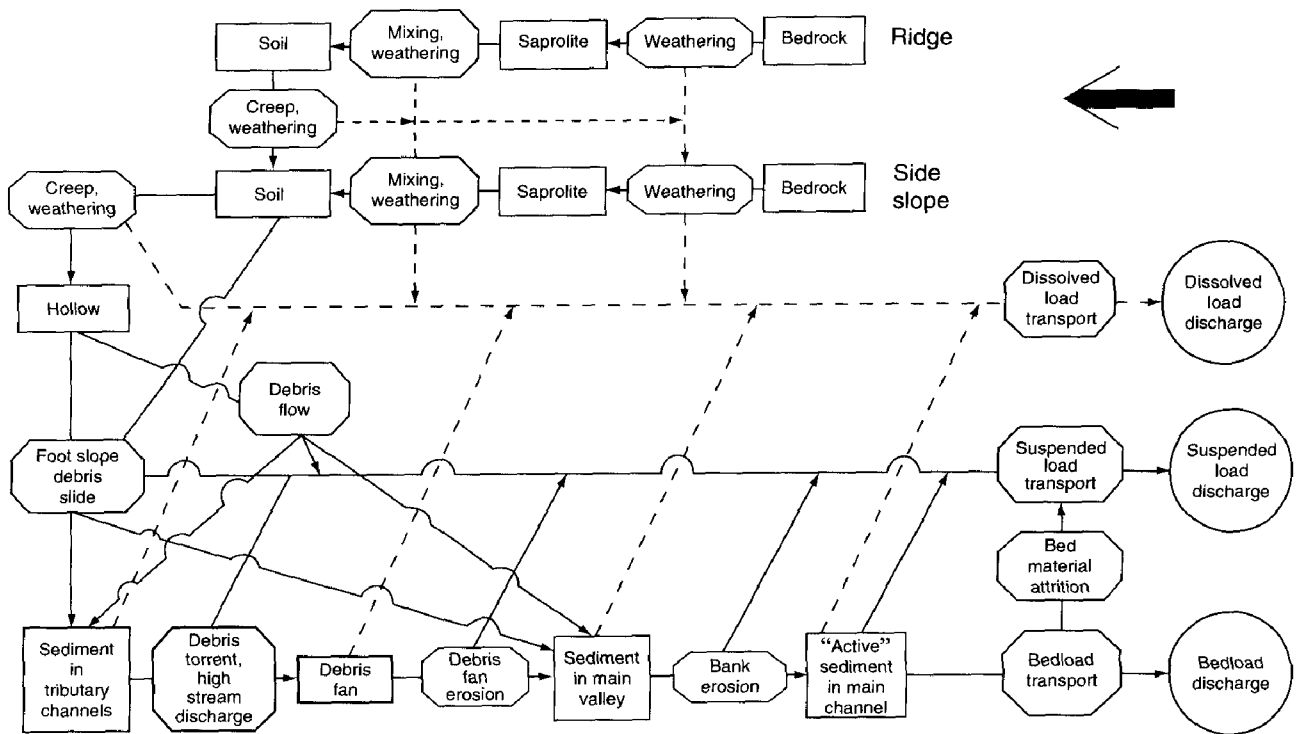 Soil
Mixing,
weathering
Saprolite
Weathering
Bedrock
Ridge
Creep,
weathering
Creep,
weathering
Soil
Mixing,
weathering
Saprolite
Weathering
Bedrock
Side
slope
Hollow
Dissolved
load
transport
Dissolved
load
discharge
Debris
flow
Foot slope
debris
slide
Suspended
load
transport
Suspended
load
discharge
Bed
material
attrition
Sediment
in
tributary
channels
Debris
torrent,
high
stream
discharge
Debris
fan
Debris
fan
erosion
Sediment
in main
valley
Bank
erosion
“Active”
sediment
in main
channel
Bedload
transport
Bedload
discharge